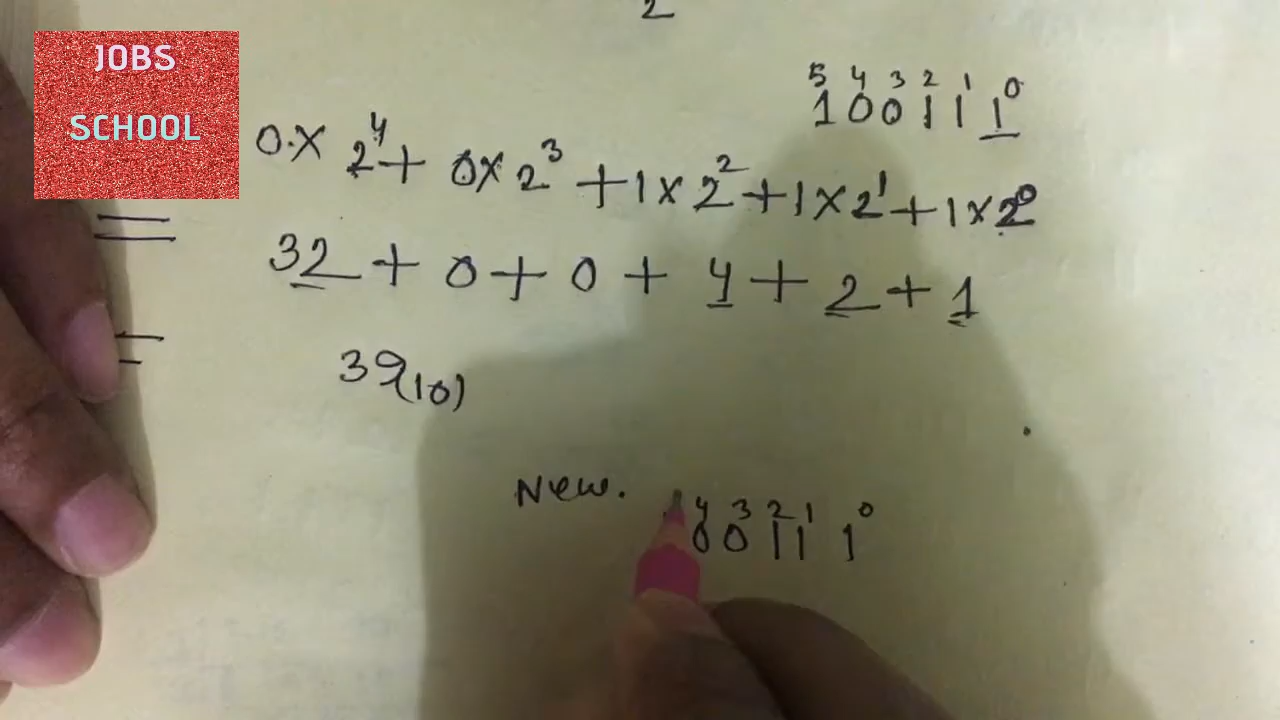 2
JOBS
SCHOOL
5 4 3 2 1 0
1 0 0 1 1 1
0 × 2⁴ + 0 × 2³ + 1 × 2² + 1 × 2¹ + 1 × 2⁰
= 32 + 0 + 0 + 4 + 2 + 1
= 39(10)
New.
4 3 2 1 0
0 0 1 1 1